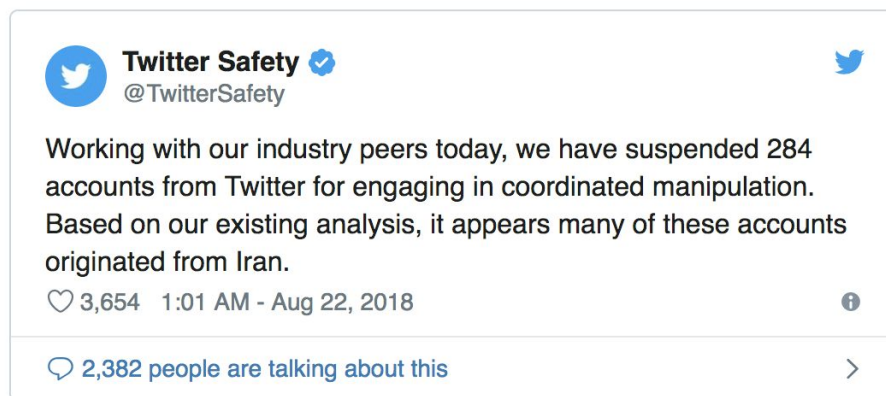 Twitter Safety
@TwitterSafety
Working with our industry peers today, we have suspended 284
accounts from Twitter for engaging in coordinated manipulation.
Based on our existing analysis, it appears many of these accounts
originated from Iran.
3,654 1:01 AM - Aug 22, 2018
2,382 people are talking about this